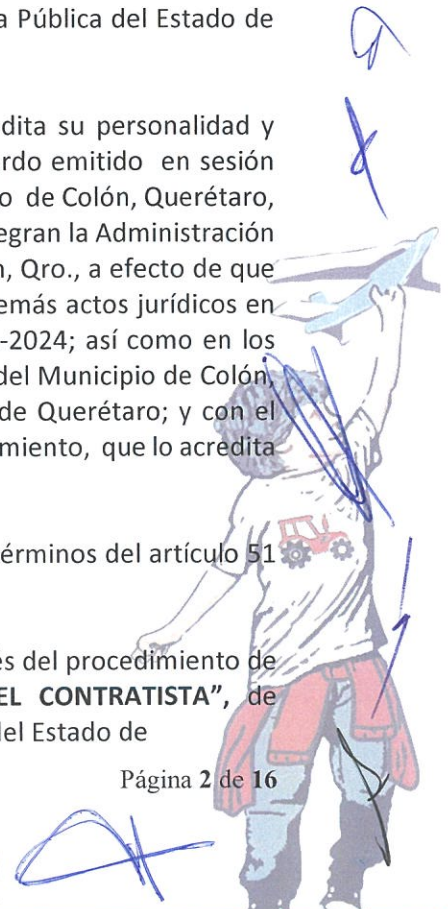 a Pública del Estado de
dita su personalidad y
rdo emitido en sesión
o de Colón, Querétaro,
egran la Administración
n, Qro., a efecto de que
emás actos jurídicos en
-2024; así como en los
del Municipio de Colón,
de Querétaro; y con el
miento, que lo acredita
términos del artículo 51
es del procedimiento de
EL CONTRATISTA”, de
del Estado de
Página 2 de 16